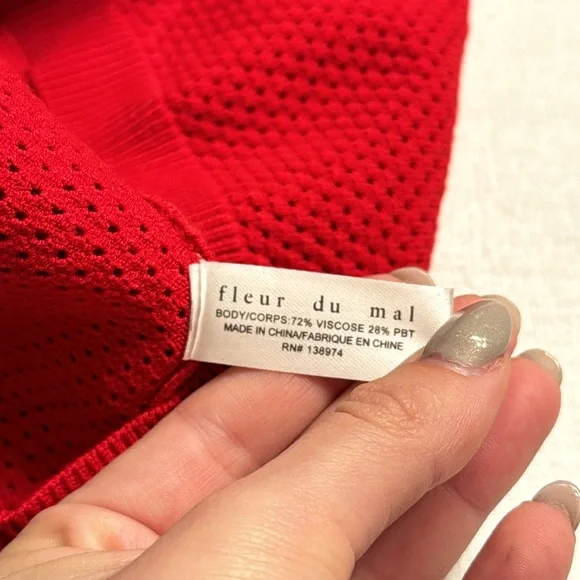 fleur du mal
BODY/CORPS:72% VISCOSE 28% PBT
MADE IN CHINA/FABRIQUE EN CHINE
RN# 138974